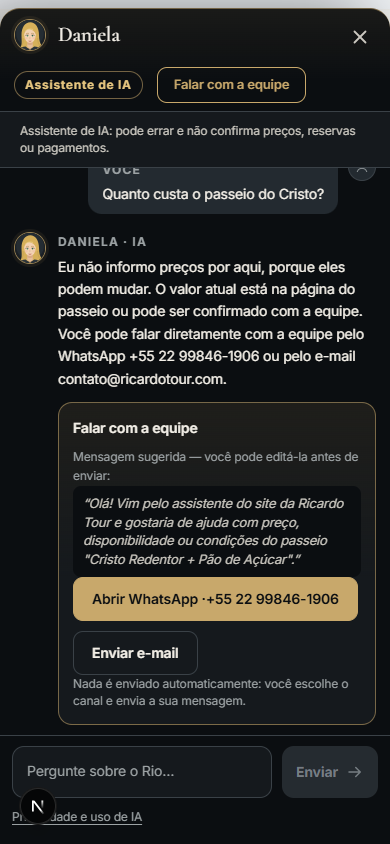 Daniela
Assistente de IA
Falar com a equipe
Assistente de IA: pode errar e não confirma preços, reservas
ou pagamentos.
VOCÊ
Quanto custa o passeio do Cristo?
DANIELA · IA
Eu não informo preços por aqui, porque eles
podem mudar. O valor atual está na página do
passeio ou pode ser confirmado com a equipe.
Você pode falar diretamente com a equipe pelo
WhatsApp +55 22 99846-1906 ou pelo e-mail
contato@ricardotour.com.
Falar com a equipe
Mensagem sugerida — você pode editá-la antes de
enviar:
"Olá! Vim pelo assistente do site da Ricardo
Tour e gostaria de ajuda com preço,
disponibilidade ou condições do passeio
"Cristo Redentor + Pão de Açúcar"."
Abrir WhatsApp ·+55 22 99846-1906
Enviar e-mail
Nada é enviado automaticamente: você escolhe o
canal e envia a sua mensagem.
Pergunte sobre o Rio...
Enviar →
N
e uso de IA